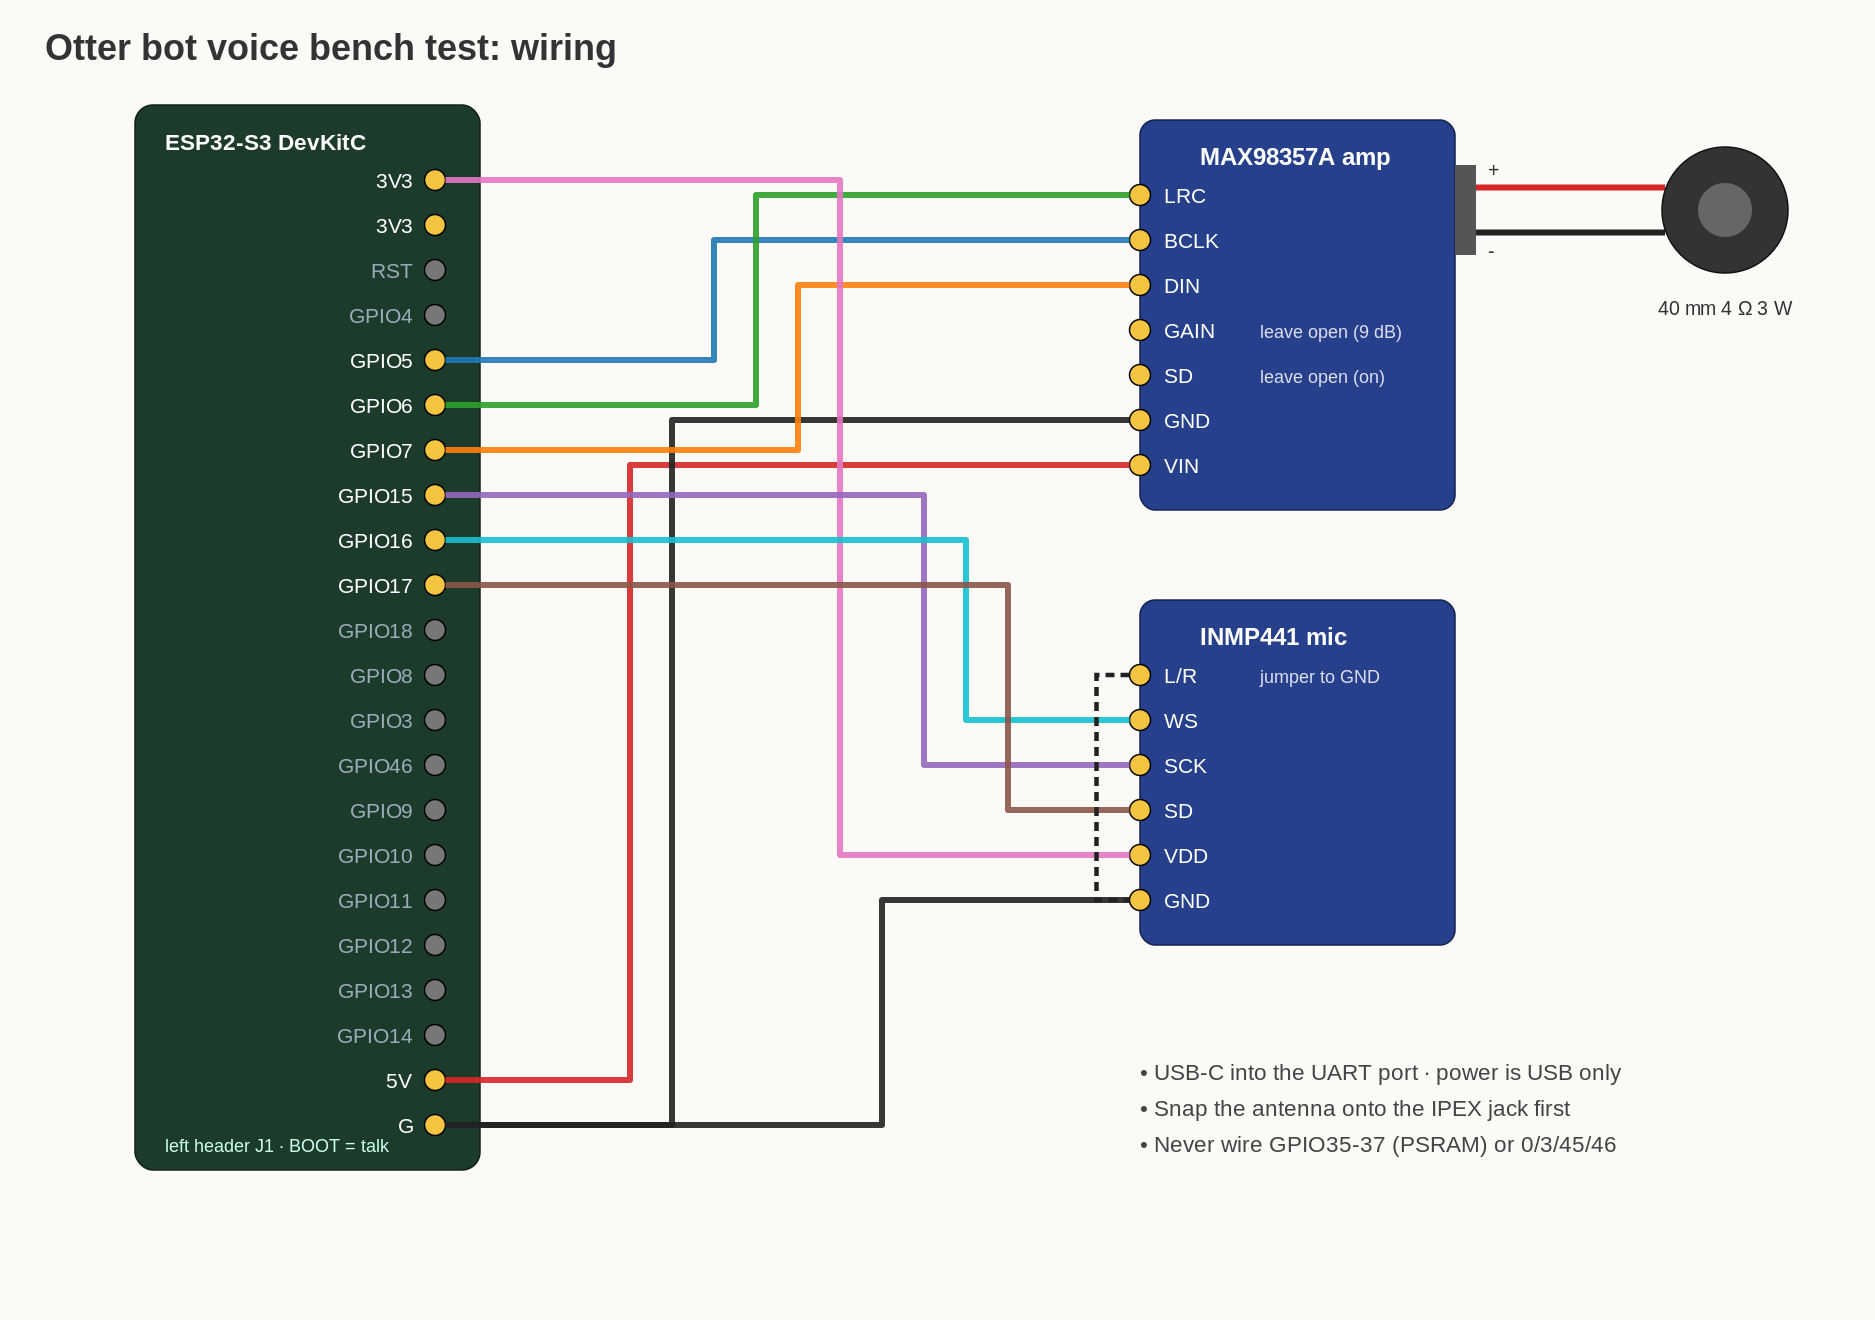 Otter bot voice bench test: wiring
ESP32-S3 DevKitC
3V3
3V3
RST
GPIO4
GPIO5
GPIO6
GPIO7
GPIO15
GPIO16
GPIO17
GPIO18
GPIO8
GPIO3
GPIO46
GPIO9
GPIO10
GPIO11
GPIO12
GPIO13
GPIO14
5V
G
left header J1 · BOOT = talk
MAX98357A amp
LRC
BCLK
DIN
GAIN leave open (9 dB)
SD leave open (on)
GND
VIN
+
-
40 mm 4 Ω 3 W
INMP441 mic
L/R jumper to GND
WS
SCK
SD
VDD
GND
• USB-C into the UART port · power is USB only
• Snap the antenna onto the IPEX jack first
• Never wire GPIO35-37 (PSRAM) or 0/3/45/46